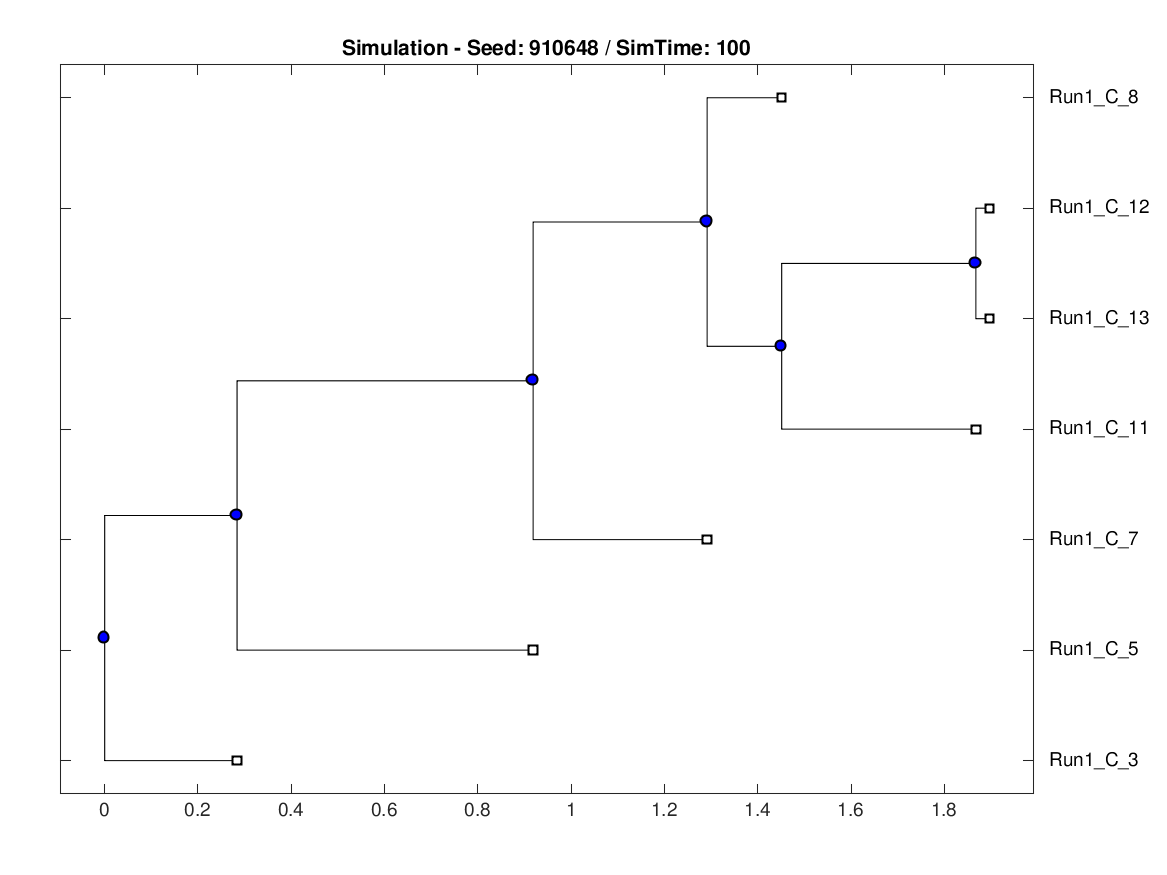 Simulation - Seed: 910648 / SimTime: 100
Run1_C_8
Run1_C_12
Run1_C_13
Run1_C_11
Run1_C_7
Run1_C_5
Run1_C_3
0 0.2 0.4 0.6 0.8 1 1.2 1.4 1.6 1.8